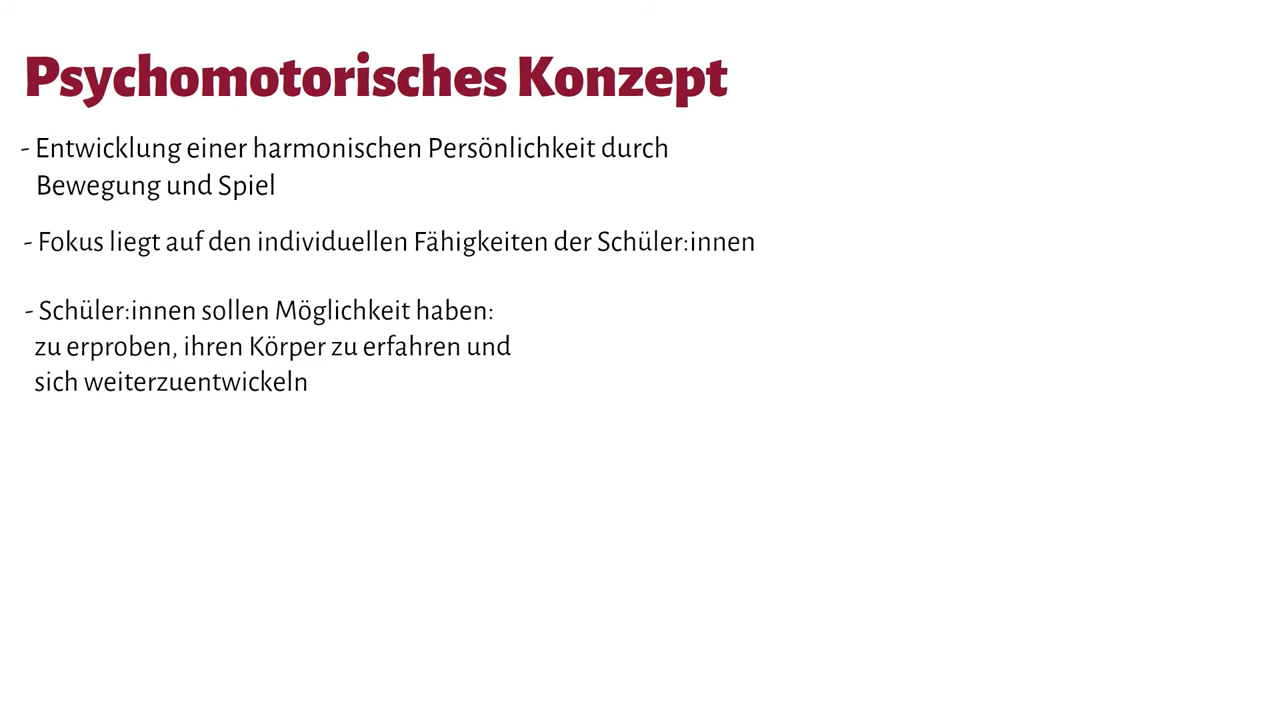 Psychomotorisches Konzept
- Entwicklung einer harmonischen Persönlichkeit durch
Bewegung und Spiel
- Fokus liegt auf den individuellen Fähigkeiten der Schüler:innen
- Schüler:innen sollen Möglichkeit haben:
zu erproben, ihren Körper zu erfahren und
sich weiterzuentwickeln